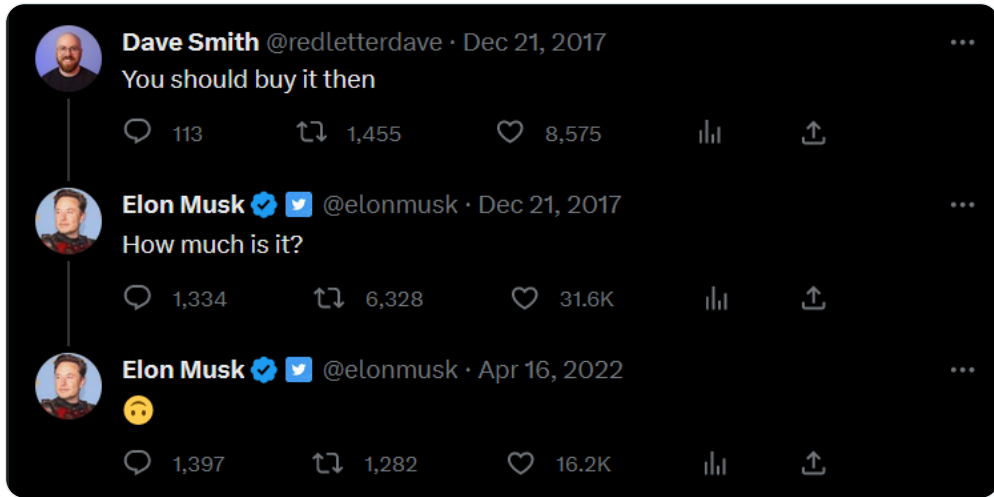 Dave Smith @redletterdave · Dec 21, 2017
You should buy it then
113 1,455 8,575
Elon Musk @elonmusk · Dec 21, 2017
How much is it?
1,334 6,328 31.6K
Elon Musk @elonmusk · Apr 16, 2022
🙃
1,397 1,282 16.2K